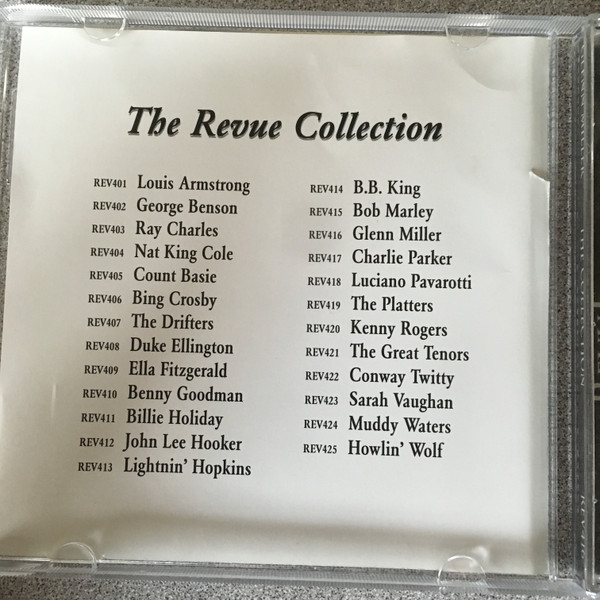 The Revue Collection
REV401 Louis Armstrong
REV402 George Benson
REV403 Ray Charles
REV404 Nat King Cole
REV405 Count Basie
REV406 Bing Crosby
REV407 The Drifters
REV408 Duke Ellington
REV409 Ella Fitzgerald
REV410 Benny Goodman
REV411 Billie Holiday
REV412 John Lee Hooker
REV413 Lightnin' Hopkins
REV414 B.B. King
REV415 Bob Marley
REV416 Glenn Miller
REV417 Charlie Parker
REV418 Luciano Pavarotti
REV419 The Platters
REV420 Kenny Rogers
REV421 The Great Tenors
REV422 Conway Twitty
REV423 Sarah Vaughan
REV424 Muddy Waters
REV425 Howlin' Wolf